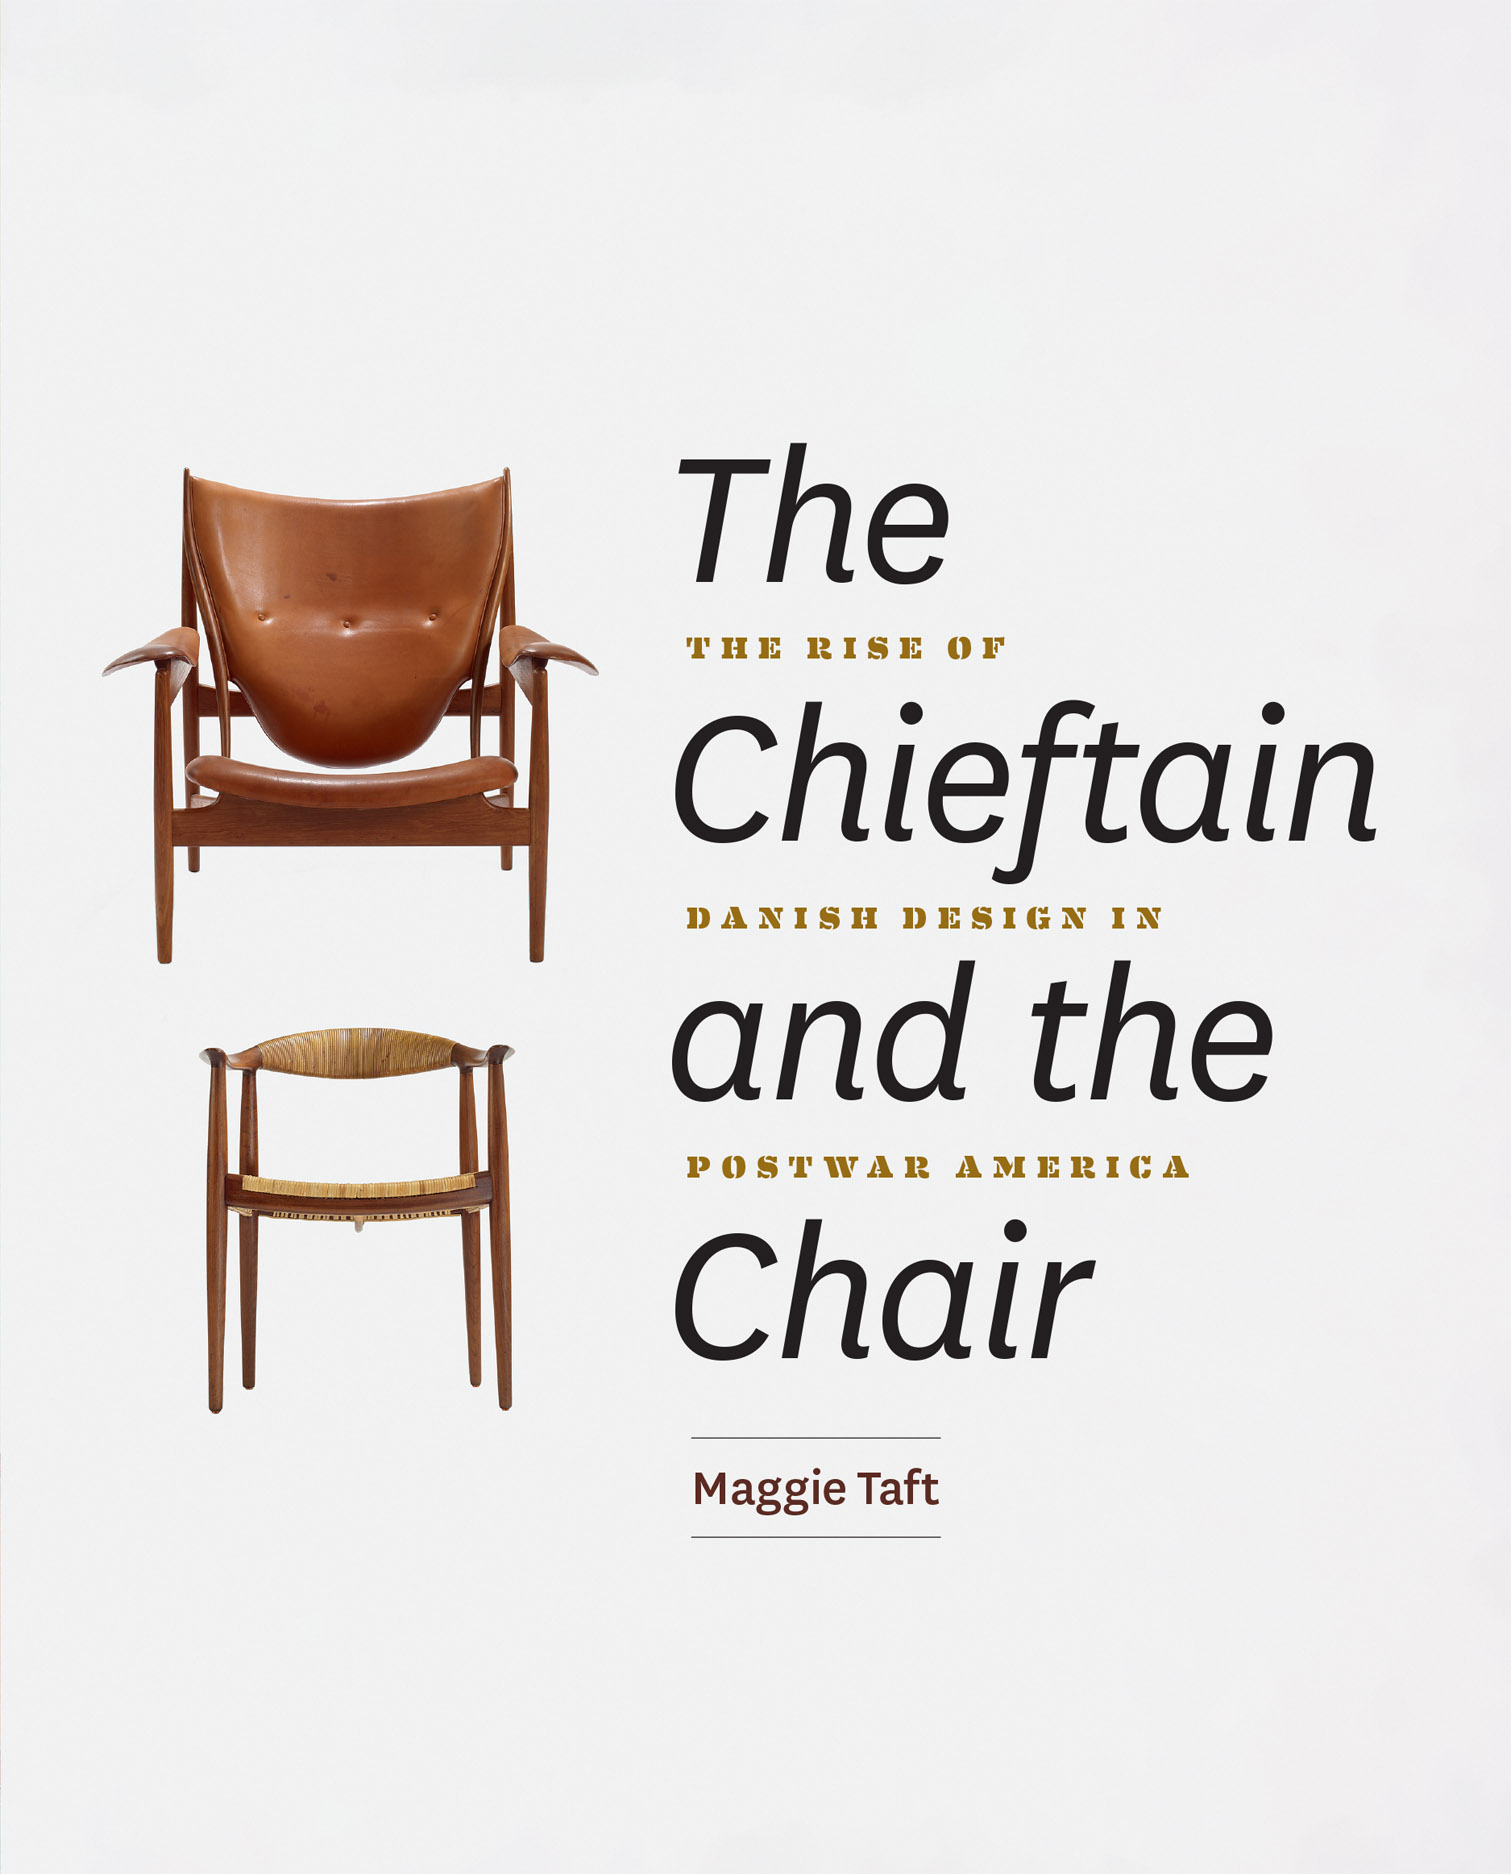 The
THE RISE OF
Chieftain
DANISH DESIGN IN
and the
POSTWAR AMERICA
Chair
Maggie Taft